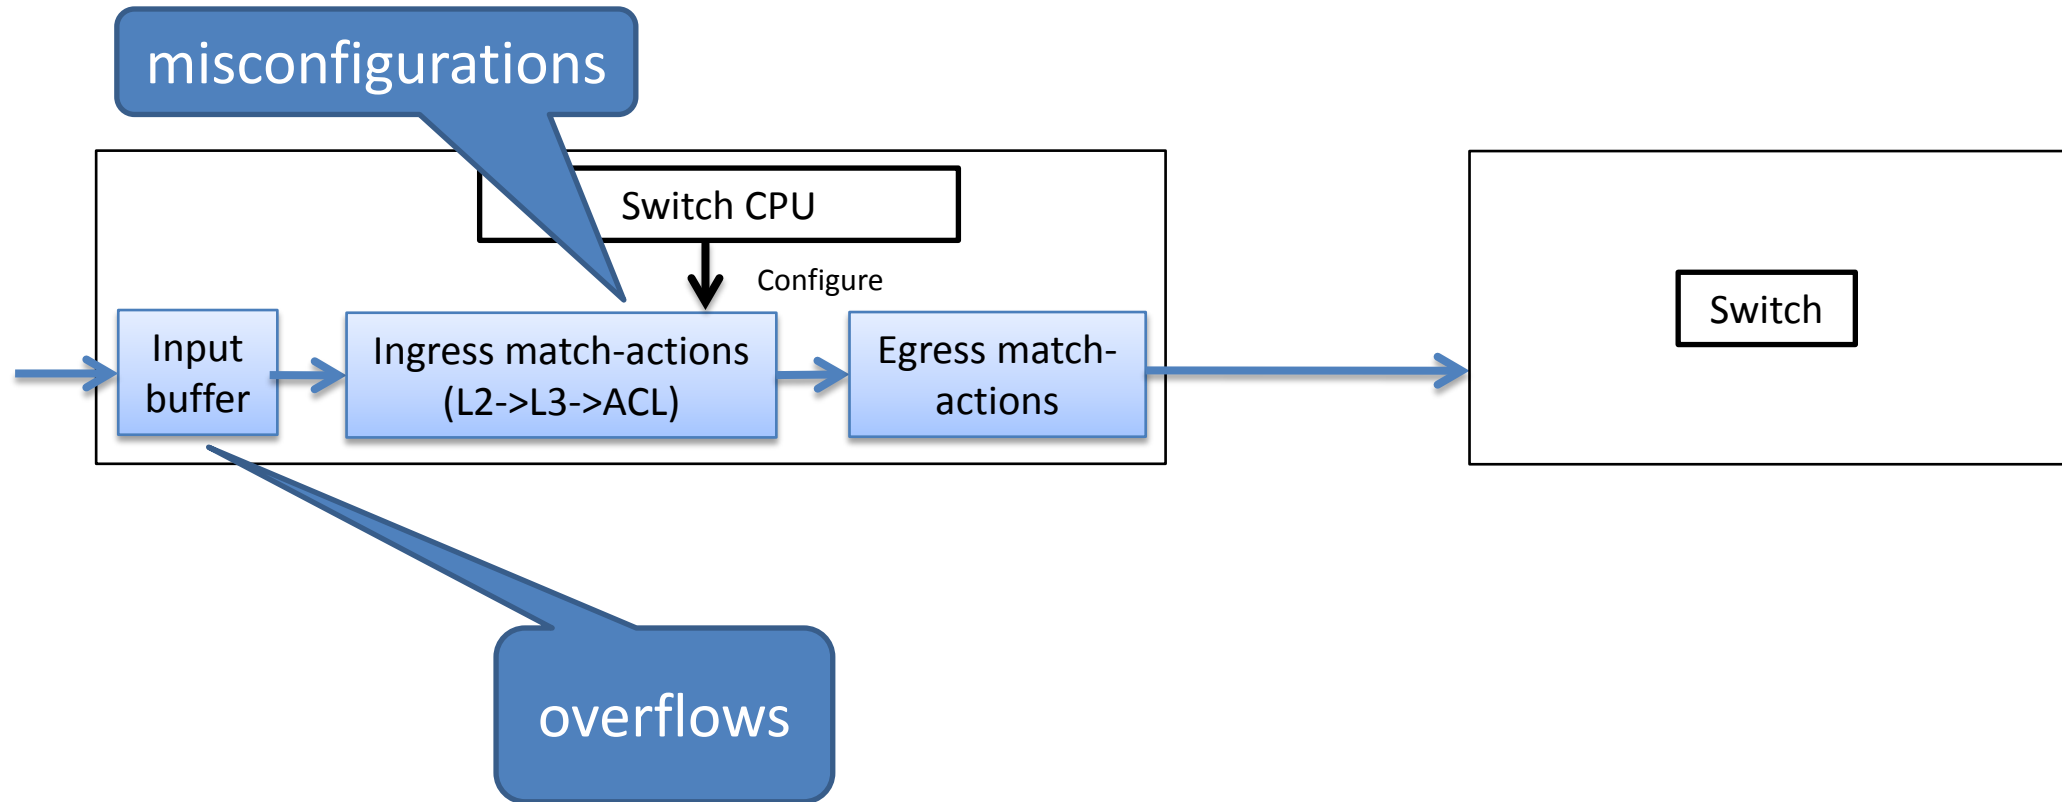 misconfigurations
Switch CPU
Configure
Input
buffer
Ingress match-actions
(L2->L3->ACL)
Egress match-
actions
Switch
overflows